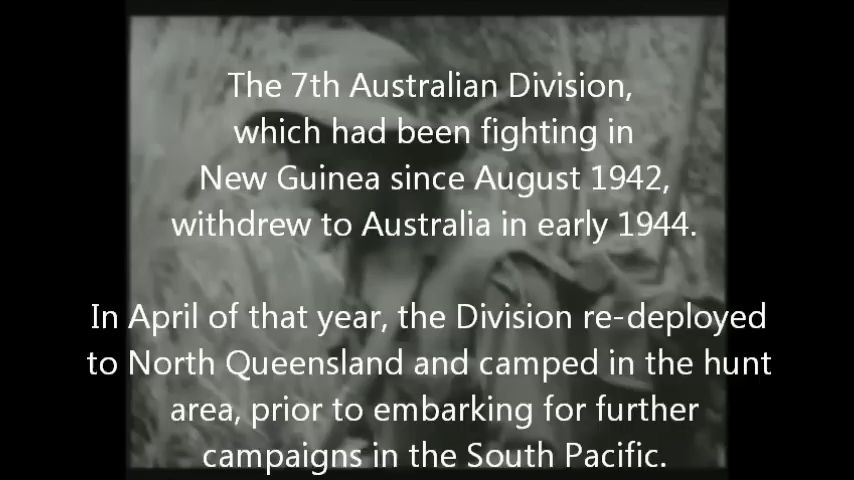 The 7th Australian Division,
which had been fighting in
New Guinea since August 1942,
withdrew to Australia in early 1944.
In April of that year, the Division re-deployed
to North Queensland and camped in the hunt
area, prior to embarking for further
campaigns in the South Pacific.